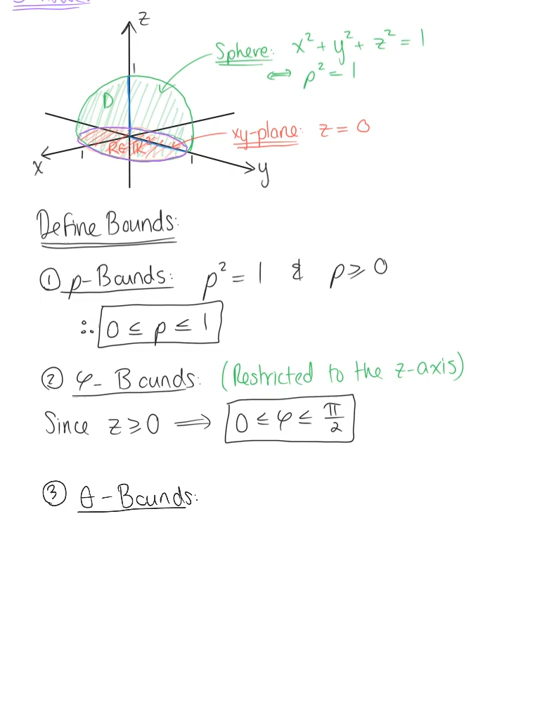 z
Sphere: x² + y² + z² = 1
⟺ ρ² = 1
1
D
xy-plane: z = 0
R∈ℝ²
x
1
1
y
Define Bounds:
① ρ-Bounds: ρ² = 1 & ρ ≥ 0
∴ 0 ≤ ρ ≤ 1
② φ-Bounds: (Restricted to the z-axis)
Since z ≥ 0 ⟹ 0 ≤ φ ≤ π/2
③ θ-Bounds: